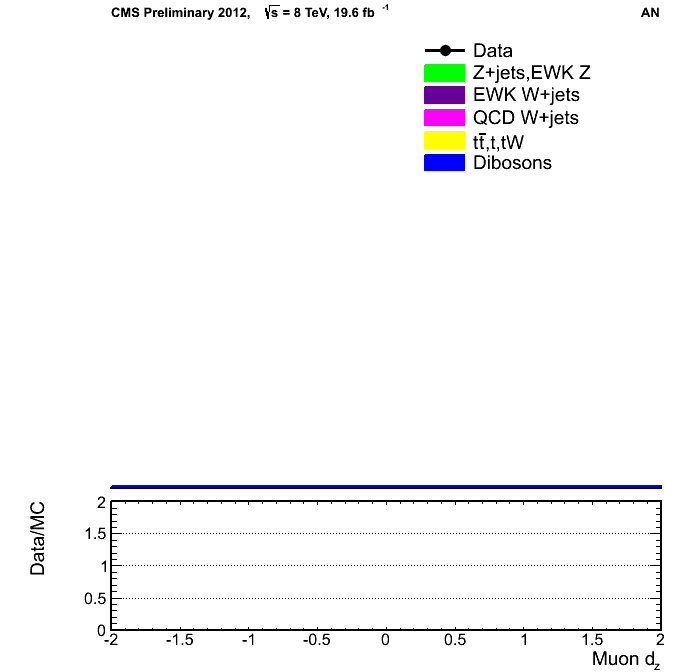 CMS Preliminary 2012, √s = 8 TeV, 19.6 fb⁻¹ AN
Data
Z+jets,EWK Z
EWK W+jets
QCD W+jets
tt̅,t,tW
Dibosons
Data/MC
2
1.5
1
0.5
0
-2 -1.5 -1 -0.5 0 0.5 1 1.5 2
Muon d_z